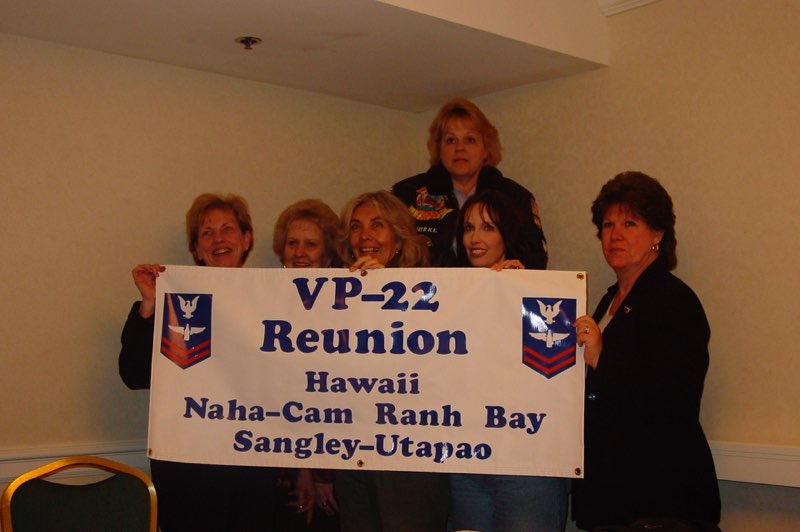 VP-22
Reunion
Hawaii
Naha-Cam Ranh Bay
Sangley-Utapao